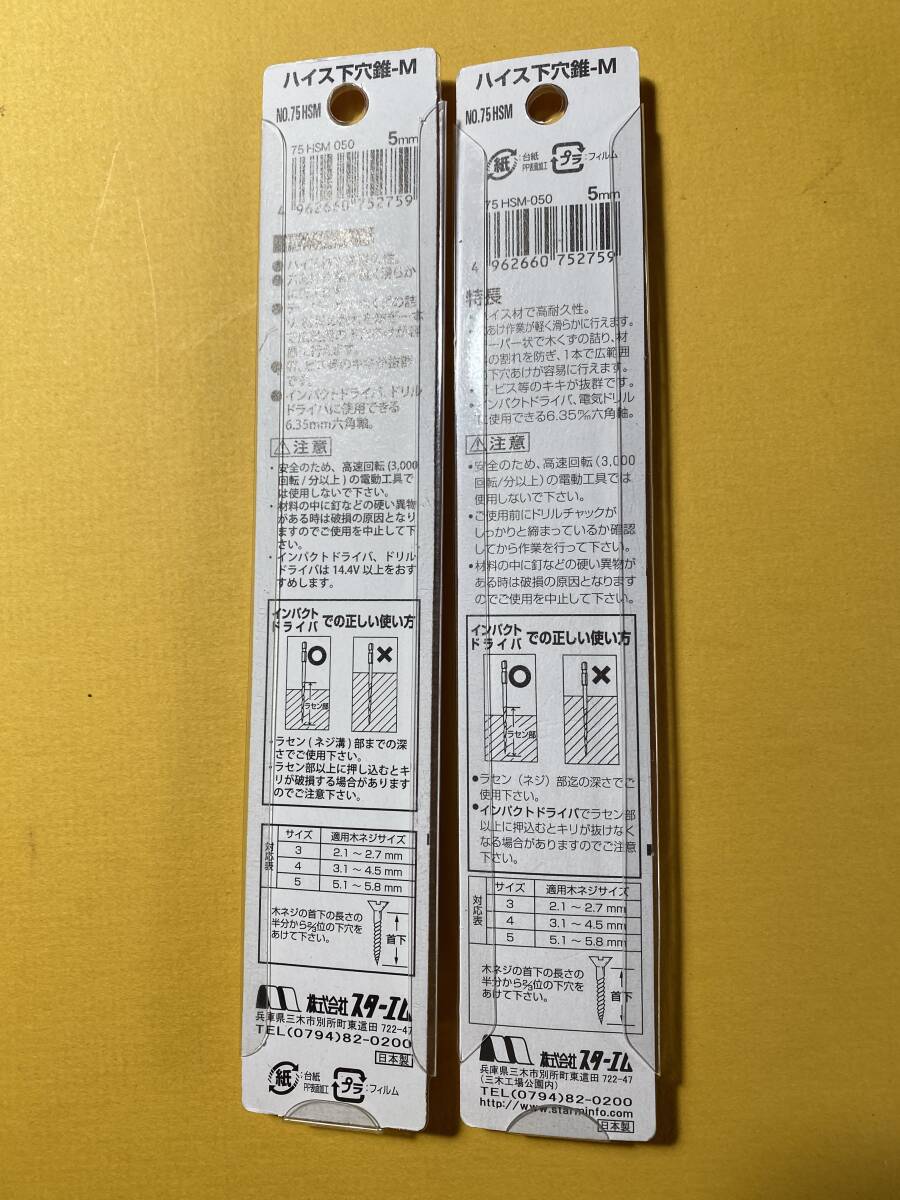 ハイス下穴錐-M
NO.75HSM
75 HSM 050 5mm
4 962660 752759
ハイス
インパクトドライバ、ドリル
ドライバに使用できる
6.35mm六角軸。
注意
・安全のため、高速回転(3,000
回転/分以上)の電動工具で
は使用しないで下さい。
・材料の中に釘などの硬い異物
がある時は破損の原因となり
ますのでご使用を中止して下
さい。
・インパクトドライバ、ドリル
ドライバは14.4V以上をおす
すめします。
インパクトドライバでの正しい使い方
ラセン部
・ラセン(ネジ溝)部までの深
さでご使用下さい。
・ラセン部以上に押し込むとキ
リが破損する場合があります
のでご注意下さい。
対応表
サイズ 適用木ネジサイズ
3 2.1～2.7mm
4 3.1～4.5mm
5 5.1～5.8mm
木ネジの首下の長さの
半分から⅔位の下穴を
あけて下さい。
首下
株式会社スターエム
兵庫県三木市別所町東這田 722-47
TEL(0794)82-0200
日本製
紙 :台紙
PP表面加工
プラ :フィルム
ハイス下穴錐-M
NO.75HSM
紙 :台紙
PP表面加工
プラ :フィルム
75 HSM-050 5mm
4 962660 752759
特長
イス材で高耐久性。
あけ作業が軽く滑らかに行えます。
ーパー状で木くずの詰り、材
の割れを防ぎ、1本で広範囲
下穴あけが容易に行えます。
ビス等のキキが抜群です。
ンパクトドライバ、電気ドリル
に使用できる6.35㎜六角軸。
注意
●安全のため、高速回転(3,000
回転/分以上)の電動工具では
使用しないで下さい。
●ご使用前にドリルチャックが
しっかりと締まっているか確認
してから作業を行って下さい。
●材料の中に釘などの硬い異物が
ある時は破損の原因となります
のでご使用を中止して下さい。
インパクトドライバでの正しい使い方
ラセン部
●ラセン(ネジ)部迄の深さでご
使用下さい。
●インパクトドライバでラセン部
以上に押込むとキリが抜けなく
なる場合がありますのでご注意
下さい。
対応表
サイズ 適用木ネジサイズ
3 2.1～2.7mm
4 3.1～4.5mm
5 5.1～5.8mm
木ネジの首下の長さの
半分から⅔位の下穴を
あけて下さい。
首下
株式会社スターエム
兵庫県三木市別所町東這田 722-47
(三木工場公園内)
TEL(0794)82-0200
http://www.starminfo.com
日本製